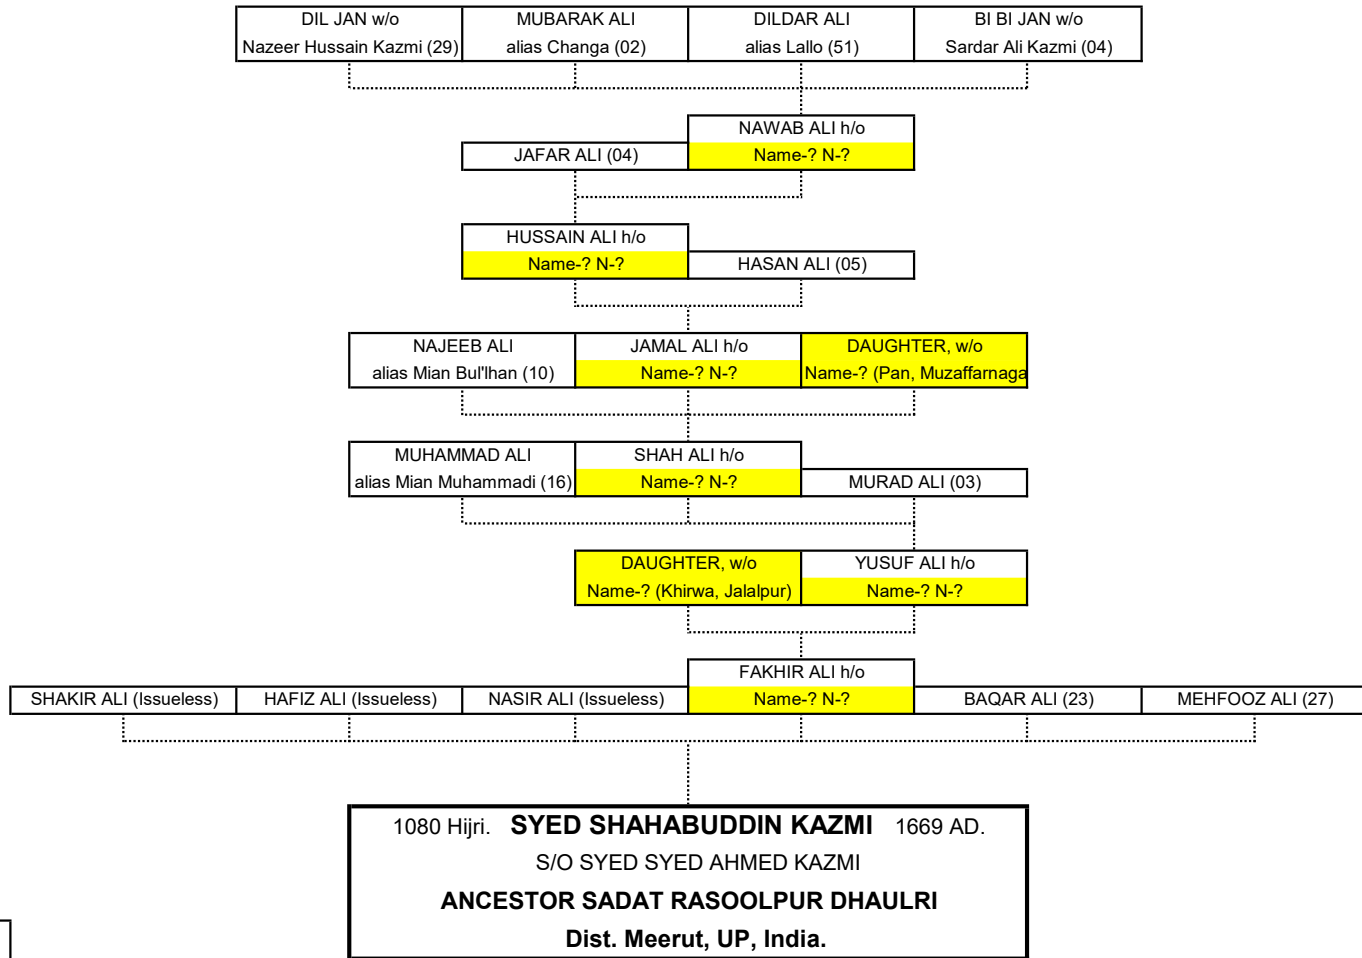 DIL JAN w/o
Nazeer Hussain Kazmi (29)
MUBARAK ALI
alias Changa (02)
DILDAR ALI
alias Lallo (51)
BI BI JAN w/o
Sardar Ali Kazmi (04)
JAFAR ALI (04)
NAWAB ALI h/o
Name-? N-?
HUSSAIN ALI h/o
Name-? N-?
HASAN ALI (05)
NAJEEB ALI
alias Mian Bul'lhan (10)
JAMAL ALI h/o
Name-? N-?
DAUGHTER, w/o
Name-? (Pan, Muzaffarnaga
MUHAMMAD ALI
alias Mian Muhammadi (16)
SHAH ALI h/o
Name-? N-?
MURAD ALI (03)
DAUGHTER, w/o
Name-? (Khirwa, Jalalpur)
YUSUF ALI h/o
Name-? N-?
SHAKIR ALI (Issueless)
HAFIZ ALI (Issueless)
NASIR ALI (Issueless)
FAKHIR ALI h/o
Name-? N-?
BAQAR ALI (23)
MEHFOOZ ALI (27)
1080 Hijri. SYED SHAHABUDDIN KAZMI 1669 AD.
S/O SYED SYED AHMED KAZMI
ANCESTOR SADAT RASOOLPUR DHAULRI
Dist. Meerut, UP, India.